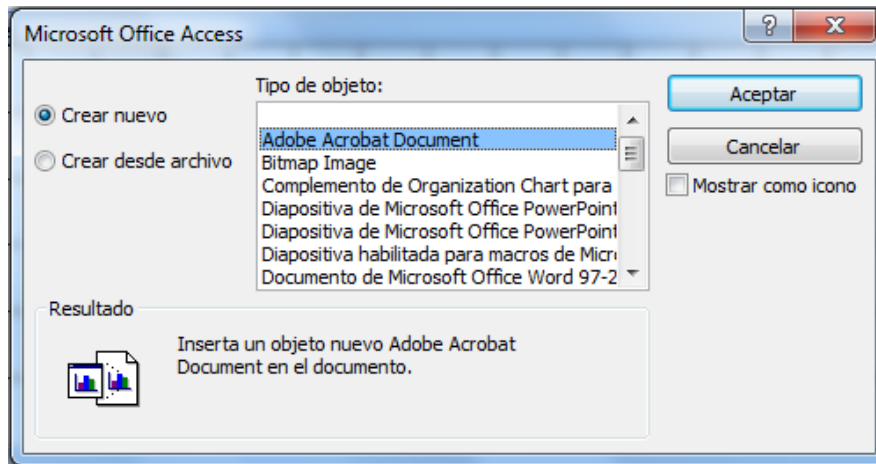 Microsoft Office Access
Tipo de objeto:
Crear nuevo
Crear desde archivo
Adobe Acrobat Document
Bitmap Image
Complemento de Organization Chart para
Diapositiva de Microsoft Office PowerPoint
Diapositiva de Microsoft Office PowerPoint
Diapositiva habilitada para macros de Micr
Documento de Microsoft Office Word 97-2
Aceptar
Cancelar
Mostrar como icono
Resultado
Inserta un objeto nuevo Adobe Acrobat
Document en el documento.